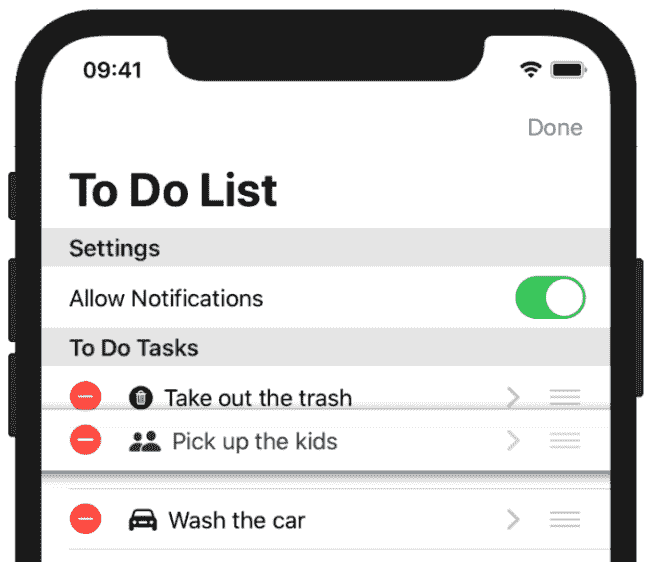 09:41
Done
To Do List
Settings
Allow Notifications
To Do Tasks
Take out the trash
Pick up the kids
Wash the car